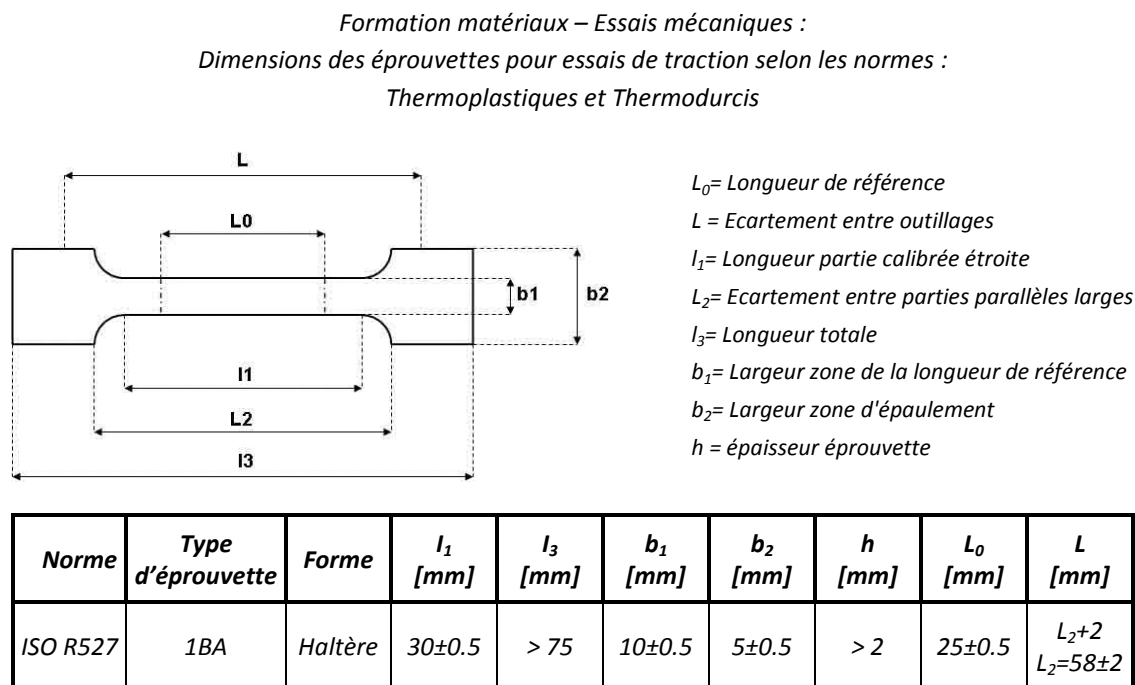 Formation matériaux – Essais mécaniques :
Dimensions des éprouvettes pour essais de traction selon les normes :
Thermoplastiques et Thermodurcis
L
L0
b1
b2
l1
L2
l3
L₀= Longueur de référence
L = Ecartement entre outillages
l₁= Longueur partie calibrée étroite
L₂= Ecartement entre parties parallèles larges
l₃= Longueur totale
b₁= Largeur zone de la longueur de référence
b₂= Largeur zone d'épaulement
h = épaisseur éprouvette
Norme Type d’éprouvette Forme l₁ [mm] l₃ [mm] b₁ [mm] b₂ [mm] h [mm] L₀ [mm] L [mm]
ISO R527 1BA Haltère 30±0.5 > 75 10±0.5 5±0.5 > 2 25±0.5 L₂+2 L₂=58±2